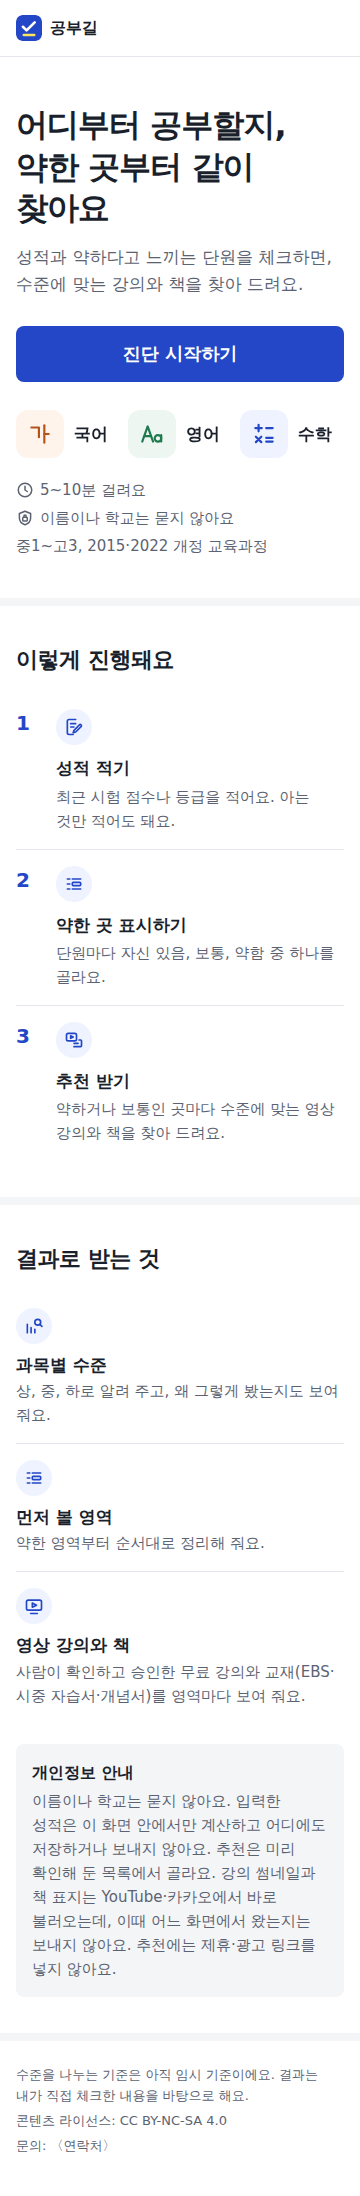 공부길
어디부터 공부할지,
약한 곳부터 같이
찾아요
성적과 약하다고 느끼는 단원을 체크하면,
수준에 맞는 강의와 책을 찾아 드려요.
진단 시작하기
가 국어 Aa 영어 수학
5~10분 걸려요
이름이나 학교는 묻지 않아요
중1~고3, 2015·2022 개정 교육과정
이렇게 진행돼요
1
성적 적기
최근 시험 점수나 등급을 적어요. 아는
것만 적어도 돼요.
2
약한 곳 표시하기
단원마다 자신 있음, 보통, 약함 중 하나를
골라요.
3
추천 받기
약하거나 보통인 곳마다 수준에 맞는 영상
강의와 책을 찾아 드려요.
결과로 받는 것
과목별 수준
상, 중, 하로 알려 주고, 왜 그렇게 봤는지도 보여
줘요.
먼저 볼 영역
약한 영역부터 순서대로 정리해 줘요.
영상 강의와 책
사람이 확인하고 승인한 무료 강의와 교재(EBS·
시중 자습서·개념서)를 영역마다 보여 줘요.
개인정보 안내
이름이나 학교는 묻지 않아요. 입력한
성적은 이 화면 안에서만 계산하고 어디에도
저장하거나 보내지 않아요. 추천은 미리
확인해 둔 목록에서 골라요. 강의 썸네일과
책 표지는 YouTube·카카오에서 바로
불러오는데, 이때 어느 화면에서 왔는지는
보내지 않아요. 추천에는 제휴·광고 링크를
넣지 않아요.
수준을 나누는 기준은 아직 임시 기준이에요. 결과는
내가 직접 체크한 내용을 바탕으로 해요.
콘텐츠 라이선스: CC BY-NC-SA 4.0
문의: 〈연락처〉